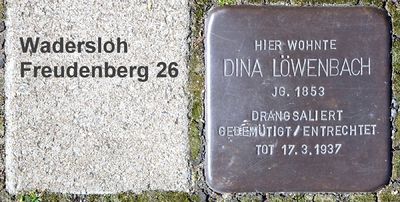 Wadersloh
Freudenberg 26
HIER WOHNTE
DINA LÖWENBACH
JG. 1853
DRANGSALIERT
GEDEMÜTIGT/ENTRECHTET
TOT 17.3.1937